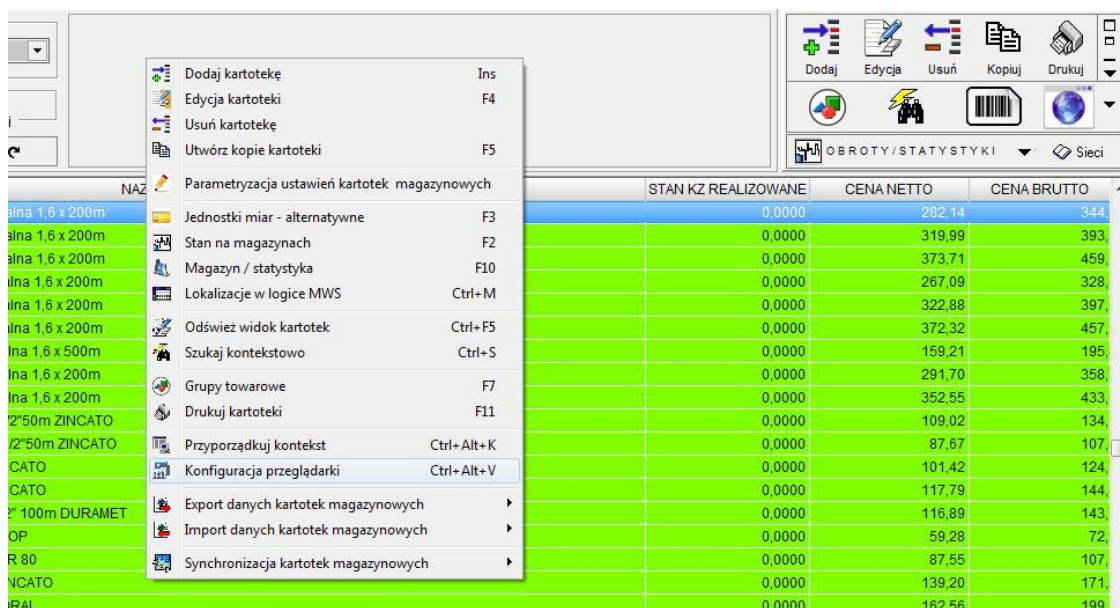 Dodaj Edycja Usuń Kopiuj Drukuj
OBROTY/STATYSTYKI Sieci
Dodaj kartotekę Ins
Edycja kartoteki F4
Usuń kartotekę
Utwórz kopie kartoteki F5
Parametryzacja ustawień kartotek magazynowych
Jednostki miar - alternatywne F3
Stan na magazynach F2
Magazyn / statystyka F10
Lokalizacje w logice MWS Ctrl+M
Odśwież widok kartotek Ctrl+F5
Szukaj kontekstowo Ctrl+S
Grupy towarowe F7
Drukuj kartoteki F11
Przyporządkuj kontekst Ctrl+Alt+K
Konfiguracja przeglądarki Ctrl+Alt+V
Export danych kartotek magazynowych
Import danych kartotek magazynowych
Synchronizacja kartotek magazynowych
NAZ STAN KZ REALIZOWANE CENA NETTO CENA BRUTTO
alna 1,6 x 200m 0,0000 282,14 344,
alna 1,6 x 200m 0,0000 319,99 393,
alna 1,6 x 200m 0,0000 373,71 459,
lna 1,6 x 200m 0,0000 267,09 328,
lna 1,6 x 200m 0,0000 322,88 397,
lna 1,6 x 200m 0,0000 372,32 457,
lna 1,6 x 500m 0,0000 159,21 195,
lna 1,6 x 200m 0,0000 291,70 358,
lna 1,6 x 200m 0,0000 352,55 433,
/2"50m ZINCATO 0,0000 109,02 134,
/2"50m ZINCATO 0,0000 87,67 107,
CATO 0,0000 101,42 124,
CATO 0,0000 117,79 144,
2" 100m DURAMET 0,0000 116,89 143,
OP 0,0000 59,28 72,
R 80 0,0000 87,55 107,
NCATO 0,0000 139,20 171,
RAL 0,0000 162,56 199,